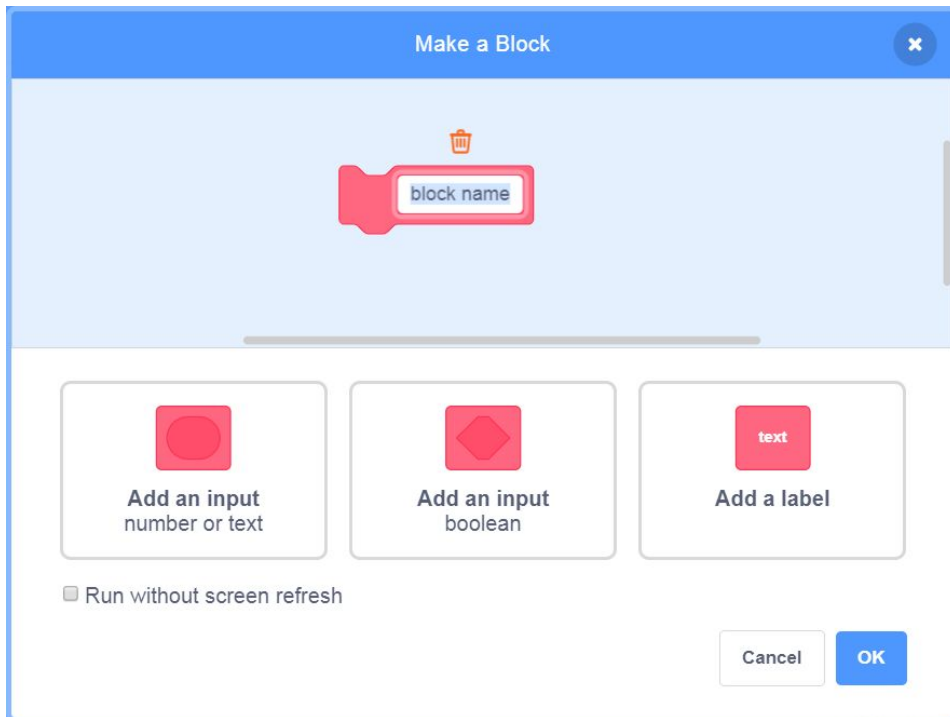 Make a Block
block name
text
Add an input
number or text
Add an input
boolean
Add a label
Run without screen refresh
Cancel
OK